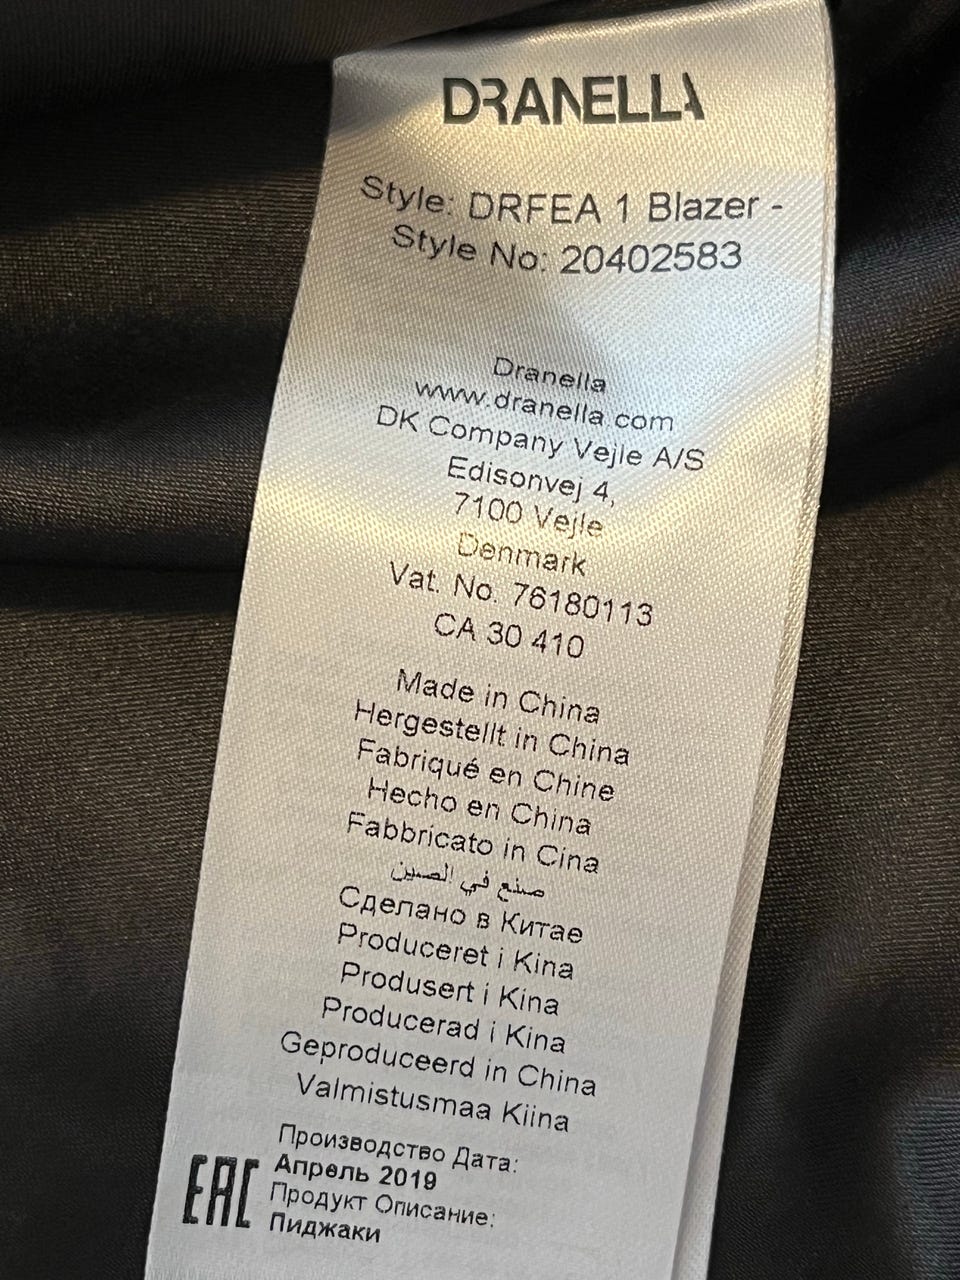 DRANELLA
Style: DRFEA 1 Blazer -
Style No: 20402583
Dranella
www.dranella.com
DK Company Vejle A/S
Edisonvej 4,
7100 Vejle
Denmark
Vat. No. 76180113
CA 30 410
Made in China
Hergestellt in China
Fabriqué en Chine
Hecho en China
Fabbricato in Cina
صنع في الصين
Сделано в Китае
Produceret i Kina
Produsert i Kina
Producerad i Kina
Geproduceerd in China
Valmistusmaa Kiina
Производство Дата:
Апрель 2019
Продукт Описание:
Пиджаки
EAC